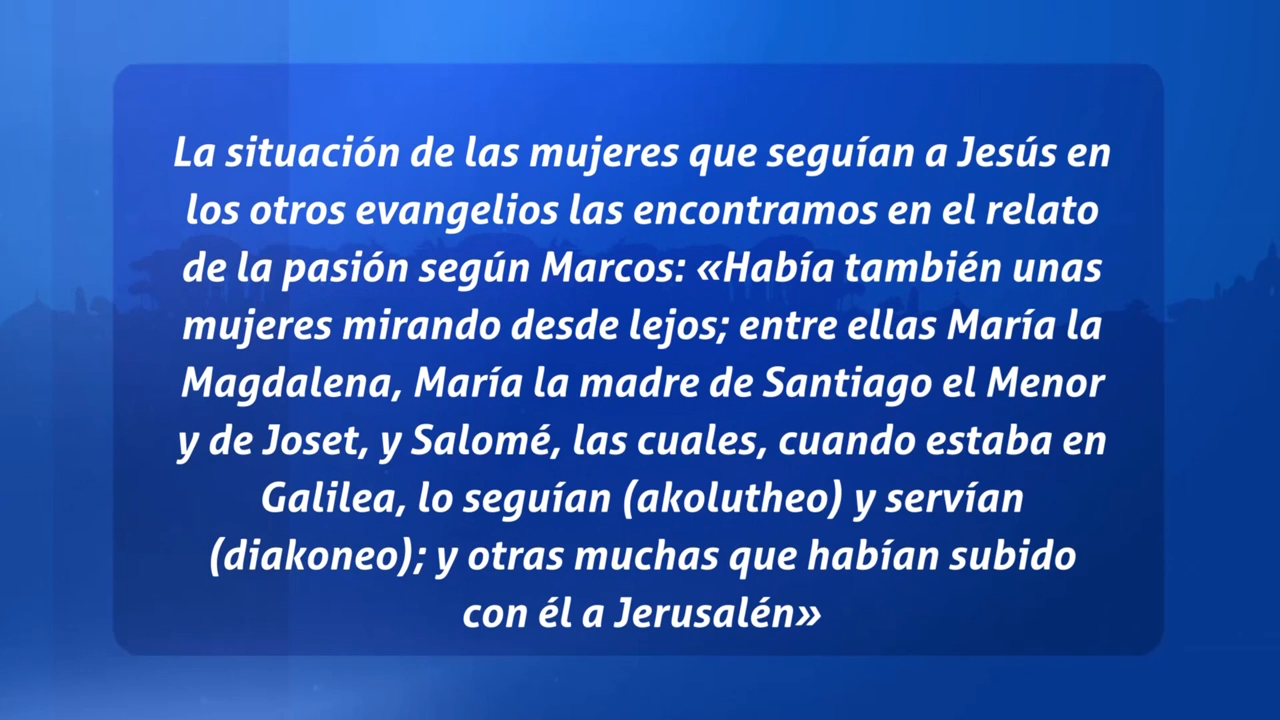 La situación de las mujeres que seguían a Jesús en
los otros evangelios las encontramos en el relato
de la pasión según Marcos: «Había también unas
mujeres mirando desde lejos; entre ellas María la
Magdalena, María la madre de Santiago el Menor
y de Joset, y Salomé, las cuales, cuando estaba en
Galilea, lo seguían (akolutheo) y servían
(diakoneo); y otras muchas que habían subido
con él a Jerusalén»